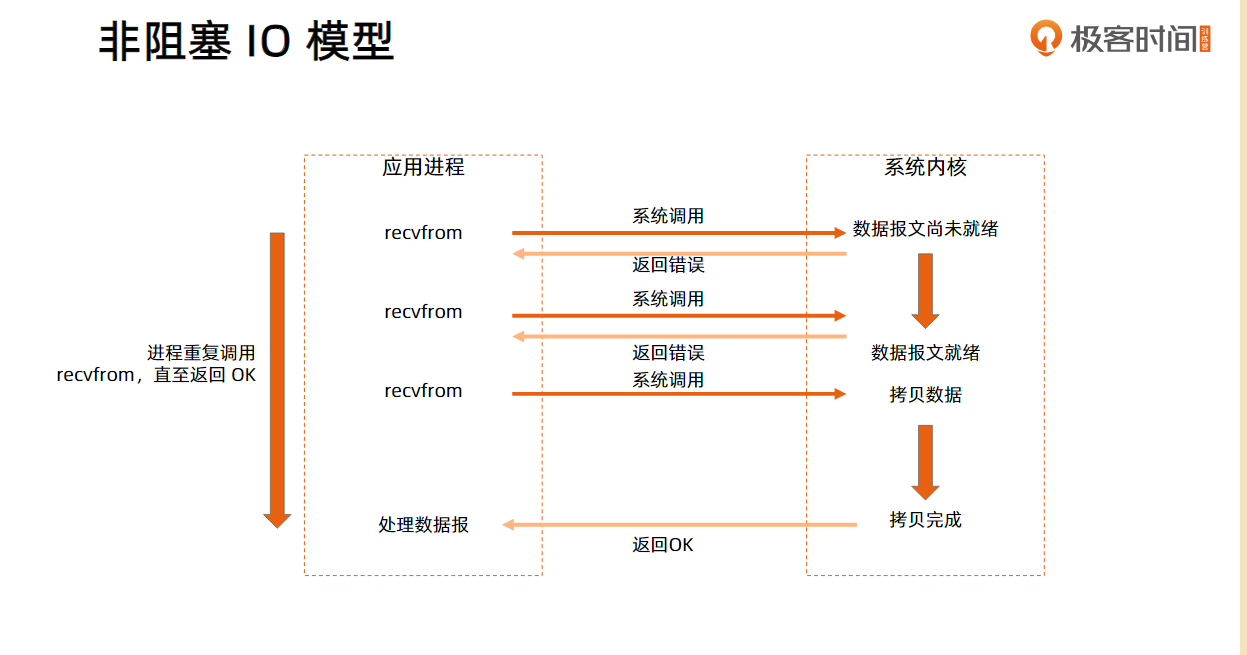 非阻塞 IO 模型
极客时间
训练营
应用进程
系统内核
系统调用
recvfrom
数据报文尚未就绪
返回错误
系统调用
recvfrom
进程重复调用
recvfrom，直至返回 OK
返回错误
数据报文就绪
系统调用
recvfrom
拷贝数据
处理数据报
拷贝完成
返回OK